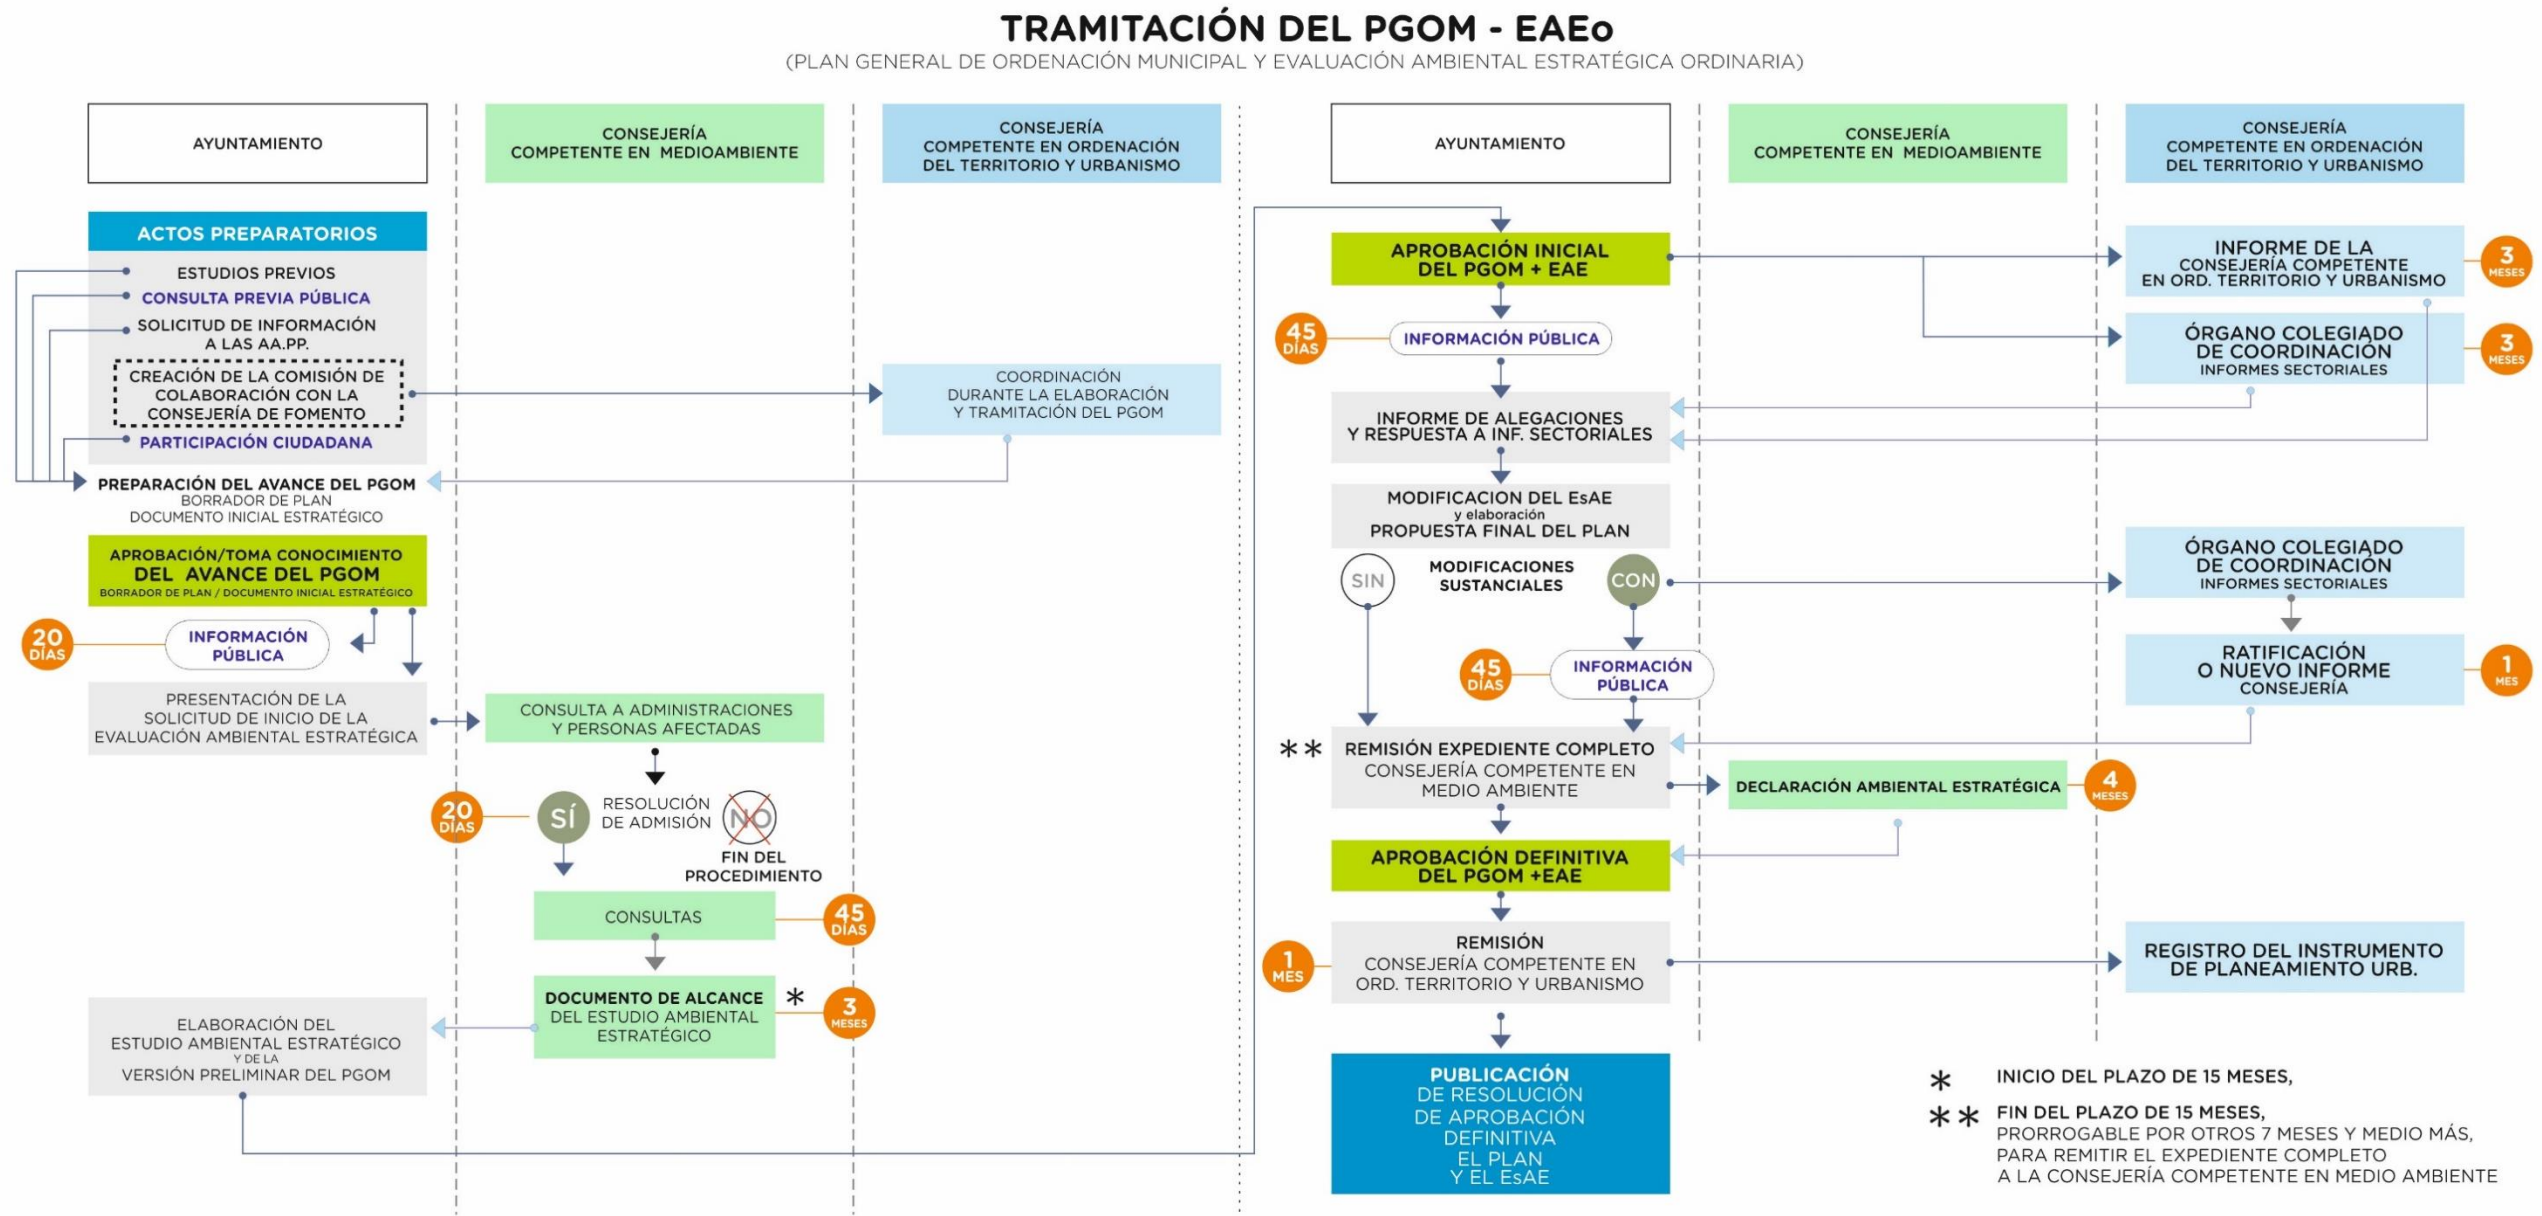 TRAMITACIÓN DEL PGOM - EAEo
(PLAN GENERAL DE ORDENACIÓN MUNICIPAL Y EVALUACIÓN AMBIENTAL ESTRATÉGICA ORDINARIA)
AYUNTAMIENTO
CONSEJERÍA
COMPETENTE EN MEDIOAMBIENTE
CONSEJERÍA
COMPETENTE EN ORDENACIÓN
DEL TERRITORIO Y URBANISMO
ACTOS PREPARATORIOS
ESTUDIOS PREVIOS
CONSULTA PREVIA PÚBLICA
SOLICITUD DE INFORMACIÓN
A LAS AA.PP.
CREACIÓN DE LA COMISIÓN DE
COLABORACIÓN CON LA
CONSEJERÍA DE FOMENTO
PARTICIPACIÓN CIUDADANA
COORDINACIÓN
DURANTE LA ELABORACIÓN
Y TRAMITACIÓN DEL PGOM
PREPARACIÓN DEL AVANCE DEL PGOM
BORRADOR DE PLAN
DOCUMENTO INICIAL ESTRATÉGICO
APROBACIÓN/TOMA CONOCIMIENTO
DEL AVANCE DEL PGOM
BORRADOR DE PLAN / DOCUMENTO INICIAL ESTRATÉGICO
20
DÍAS
INFORMACIÓN
PÚBLICA
PRESENTACIÓN DE LA
SOLICITUD DE INICIO DE LA
EVALUACIÓN AMBIENTAL ESTRATÉGICA
CONSULTA A ADMINISTRACIONES
Y PERSONAS AFECTADAS
20
DÍAS
SÍ
RESOLUCIÓN
DE ADMISIÓN
NO
FIN DEL
PROCEDIMIENTO
CONSULTAS
45
DÍAS
DOCUMENTO DE ALCANCE
DEL ESTUDIO AMBIENTAL
ESTRATÉGICO
*
3
MESES
ELABORACIÓN DEL
ESTUDIO AMBIENTAL ESTRATÉGICO
Y DE LA
VERSIÓN PRELIMINAR DEL PGOM
AYUNTAMIENTO
CONSEJERÍA
COMPETENTE EN MEDIOAMBIENTE
CONSEJERÍA
COMPETENTE EN ORDENACIÓN
DEL TERRITORIO Y URBANISMO
APROBACIÓN INICIAL
DEL PGOM + EAE
INFORME DE LA
CONSEJERÍA COMPETENTE
EN ORD. TERRITORIO Y URBANISMO
3
MESES
45
DÍAS
INFORMACIÓN PÚBLICA
ÓRGANO COLEGIADO
DE COORDINACIÓN
INFORMES SECTORIALES
3
MESES
INFORME DE ALEGACIONES
Y RESPUESTA A INF. SECTORIALES
MODIFICACION DEL EsAE
y elaboración
PROPUESTA FINAL DEL PLAN
SIN
MODIFICACIONES
SUSTANCIALES
CON
ÓRGANO COLEGIADO
DE COORDINACIÓN
INFORMES SECTORIALES
45
DÍAS
INFORMACIÓN
PÚBLICA
RATIFICACIÓN
O NUEVO INFORME
CONSEJERÍA
1
MES
**
REMISIÓN EXPEDIENTE COMPLETO
CONSEJERÍA COMPETENTE EN
MEDIO AMBIENTE
DECLARACIÓN AMBIENTAL ESTRATÉGICA
4
MESES
APROBACIÓN DEFINITIVA
DEL PGOM +EAE
1
MES
REMISIÓN
CONSEJERÍA COMPETENTE EN
ORD. TERRITORIO Y URBANISMO
REGISTRO DEL INSTRUMENTO
DE PLANEAMIENTO URB.
PUBLICACIÓN
DE RESOLUCIÓN
DE APROBACIÓN
DEFINITIVA
EL PLAN
Y EL EsAE
* INICIO DEL PLAZO DE 15 MESES,
** FIN DEL PLAZO DE 15 MESES,
PRORROGABLE POR OTROS 7 MESES Y MEDIO MÁS,
PARA REMITIR EL EXPEDIENTE COMPLETO
A LA CONSEJERÍA COMPETENTE EN MEDIO AMBIENTE